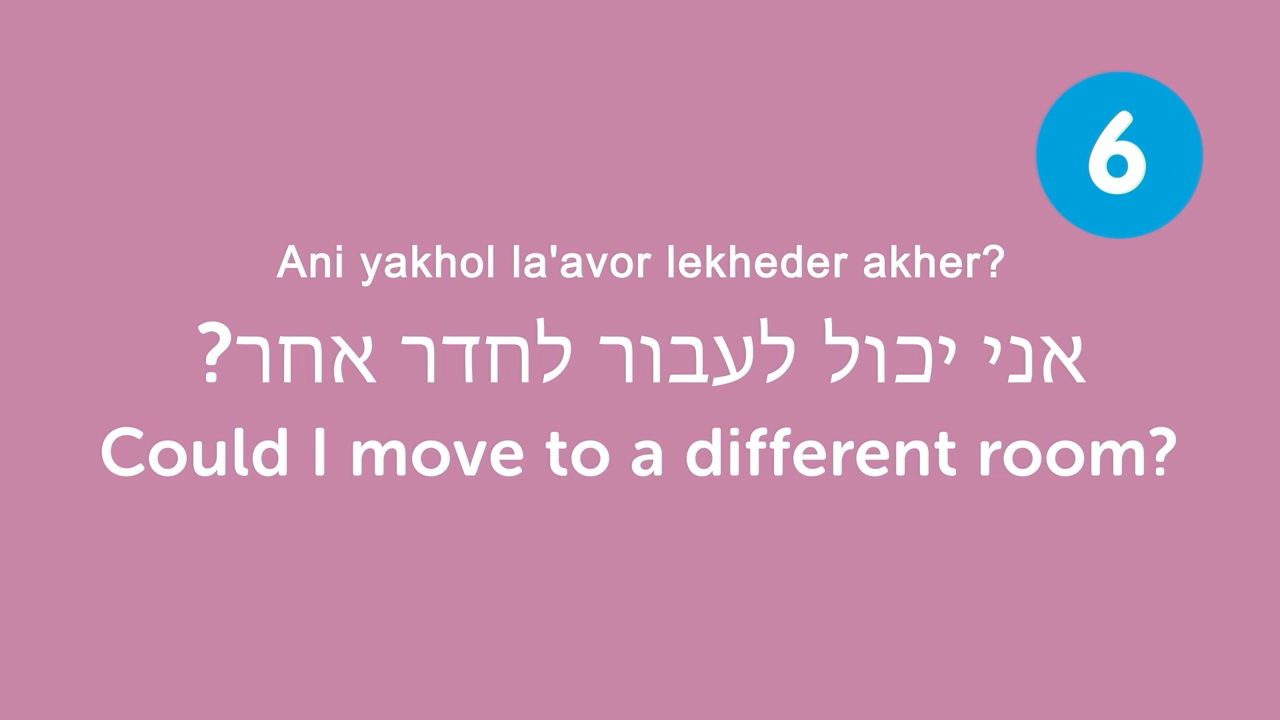 6
Ani yakhol la'avor lekheder akher?
אני יכול לעבור לחדר אחר?
Could I move to a different room?